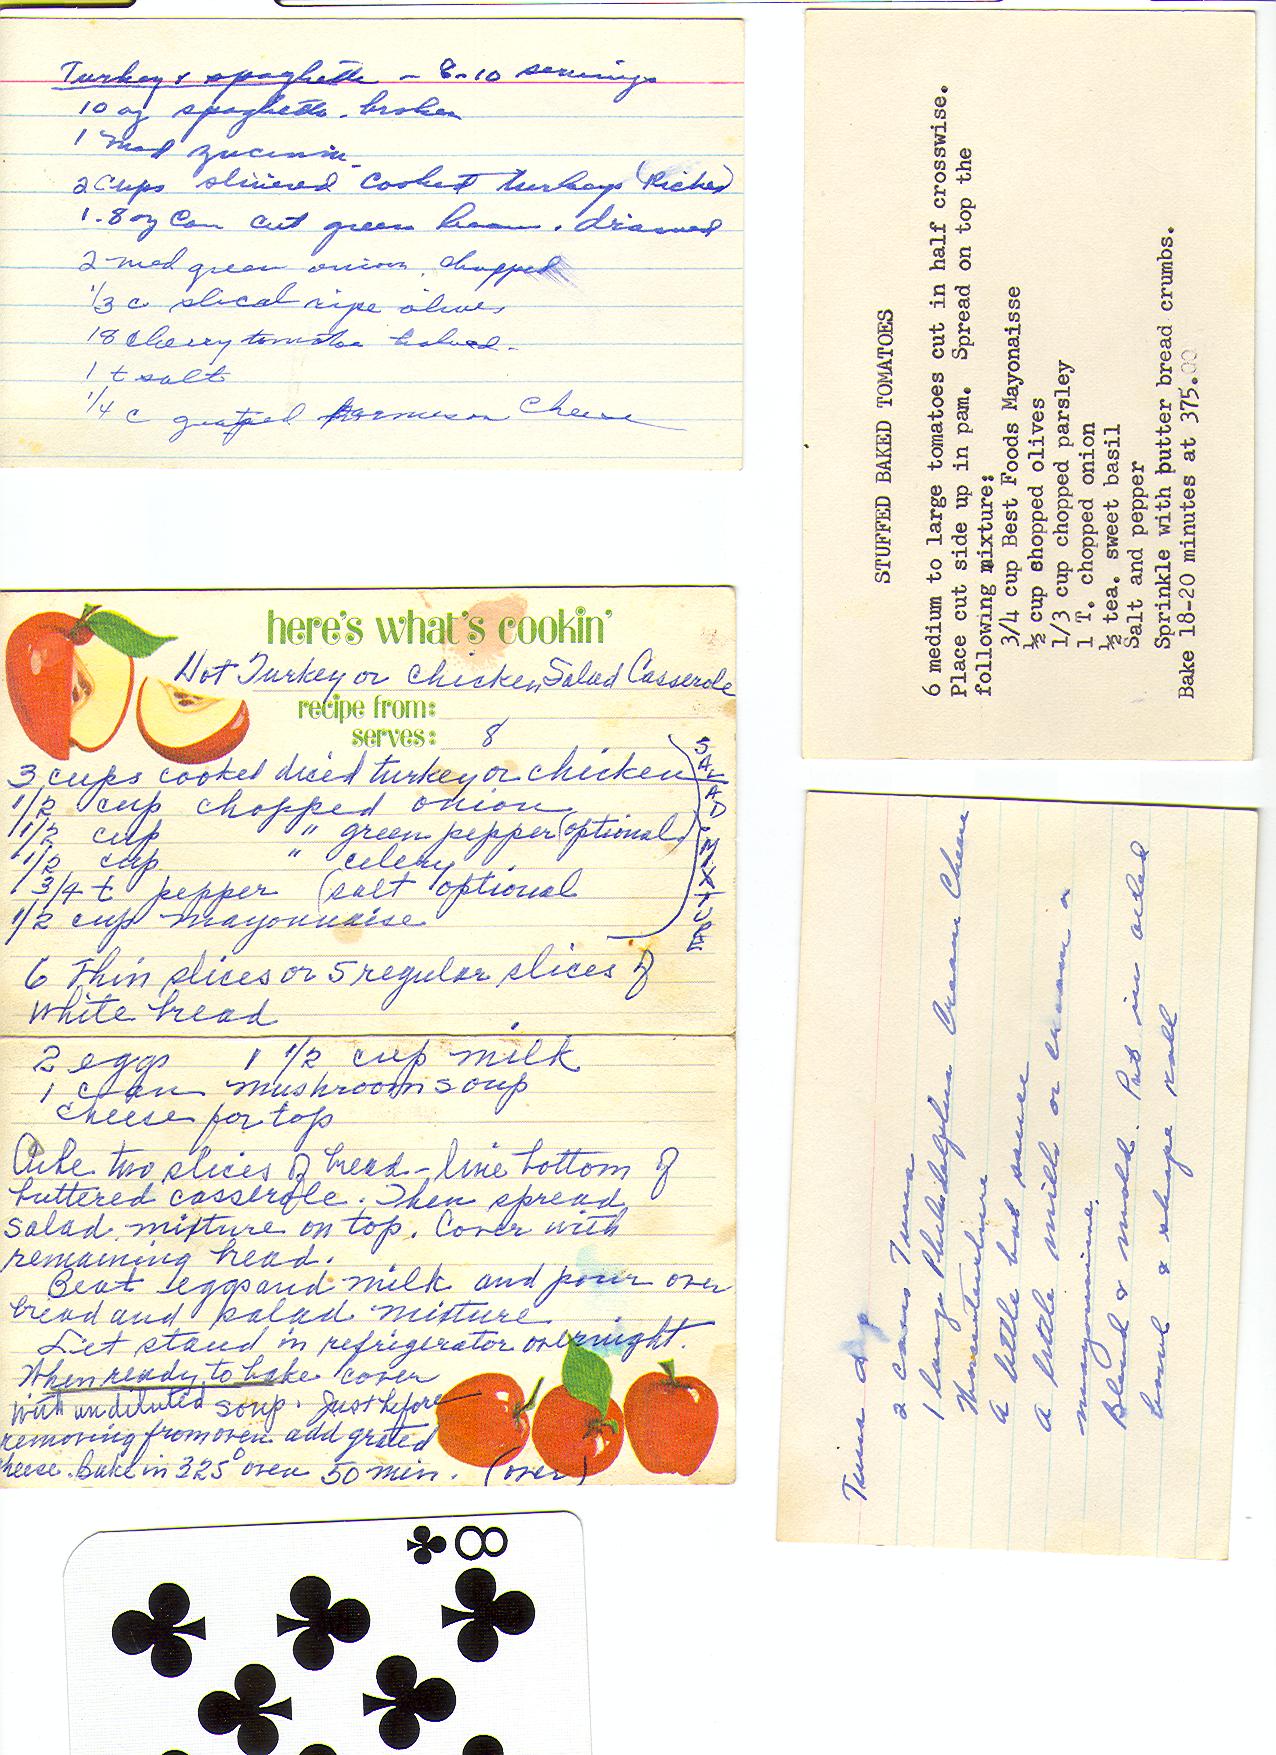 Turkey & spaghetti - 8-10 servings
10 oz spaghetti - broken
1 med zuccinni
2 cups slivered cooked turkey
1-8 oz can cut green beans, drained
2 med green onion, chopped
1/3 c sliced ripe olives
18 cherry tomatoe halved.
1 t salt
1/4 c grated Parmeson Cheese
here's what's cookin'
Hot Turkey or Chicken Salad Casserole
recipe from:
serves: 8
3 cups cooked diced turkey or chicken
1/2 cup chopped onion
1/2 cup " green pepper (optional)
1/2 cup " celery
3/4 t pepper (salt optional
1/2 cup mayonnaise
SALAD MIXTURE
6 Thin slices or 5 regular slices of
white bread
2 eggs 1 1/2 cup milk
1 can mushroom soup
cheese for top
Cube two slices of bread - line bottom of
buttered casserole. Then spread
salad mixture on top. Cover with
remaining bread.
Beat eggs and milk and pour over
bread and salad mixture
Let stand in refrigerator overnight.
When ready to bake cover
with undiluted soup. Just before
removing from oven add grated
cheese. Bake in 325° oven 50 min. (over)
8
STUFFED BAKED TOMATOES
6 medium to large tomatoes cut in half crosswise.
Place cut side up in pam. Spread on top the
following mixture:
3/4 cup Best Foods Mayonaisse
½ cup chopped olives
1/3 cup chopped parsley
1 T. chopped onion
½ tea. sweet basil
Salt and pepper
Sprinkle with butter bread crumbs.
Bake 18-20 minutes at 375.00
Tuna
2 cans Tuna
1 large Philadelphia Cream Cheese
a little hot sauce
a little milk or cream or
mayonnaise.
Blend & mold. Put in oiled
bowl & shape roll